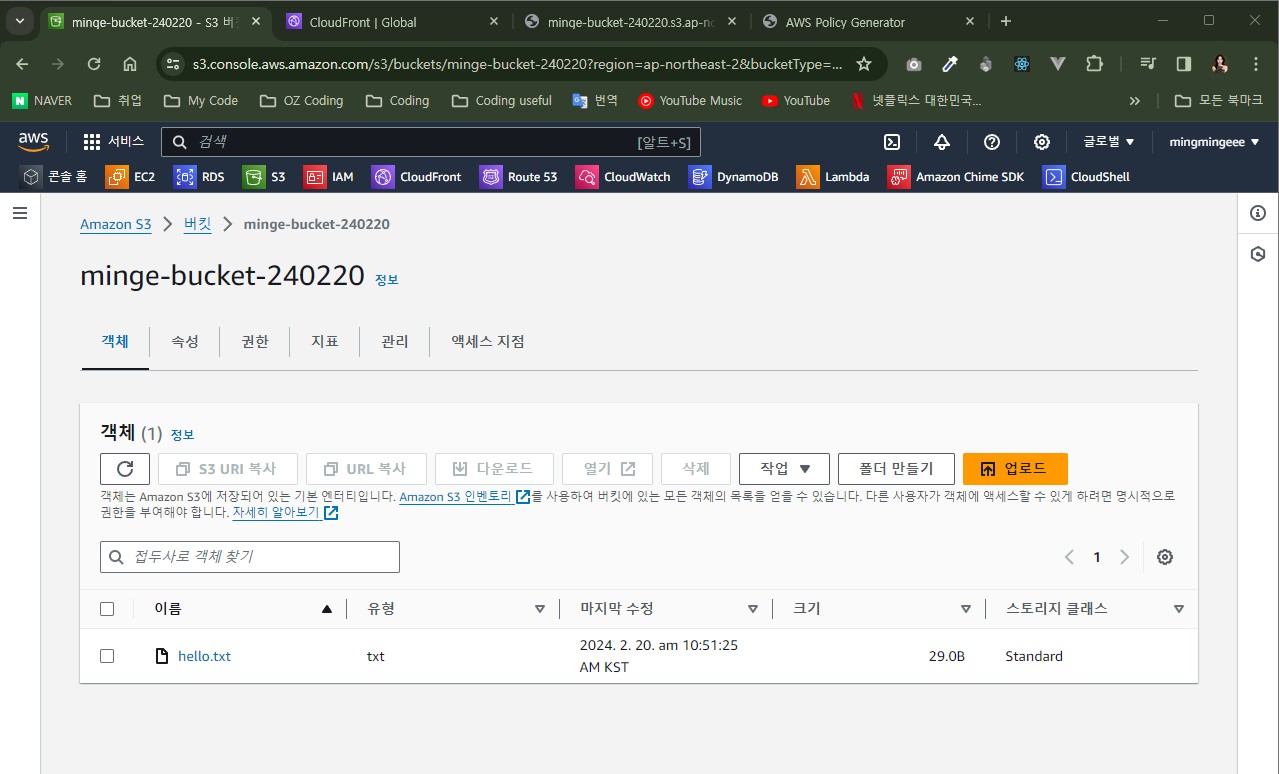 minge-bucket-240220 - S3 버
CloudFront | Global
minge-bucket-240220.s3.ap-no
AWS Policy Generator
s3.console.aws.amazon.com/s3/buckets/minge-bucket-240220?region=ap-northeast-2&bucketType=...
NAVER 취업 My Code OZ Coding Coding Coding useful 번역 YouTube Music YouTube 넷플릭스 대한민국... 모든 북마크
aws 서비스 검색 [알트+S] 글로벌 mingmingeee
콘솔 홈 EC2 RDS S3 IAM CloudFront Route 53 CloudWatch DynamoDB Lambda Amazon Chime SDK CloudShell
Amazon S3 버킷 minge-bucket-240220
minge-bucket-240220 정보
객체 속성 권한 지표 관리 액세스 지점
객체 (1) 정보
S3 URI 복사 URL 복사 다운로드 열기 삭제 작업 폴더 만들기 업로드
객체는 Amazon S3에 저장되어 있는 기본 엔터티입니다. Amazon S3 인벤토리 를 사용하여 버킷에 있는 모든 객체의 목록을 얻을 수 있습니다. 다른 사용자가 객체에 액세스할 수 있게 하려면 명시적으로
권한을 부여해야 합니다. 자세히 알아보기
접두사로 객체 찾기
1
이름 유형 마지막 수정 크기 스토리지 클래스
hello.txt txt 2024. 2. 20. am 10:51:25
AM KST 29.0B Standard